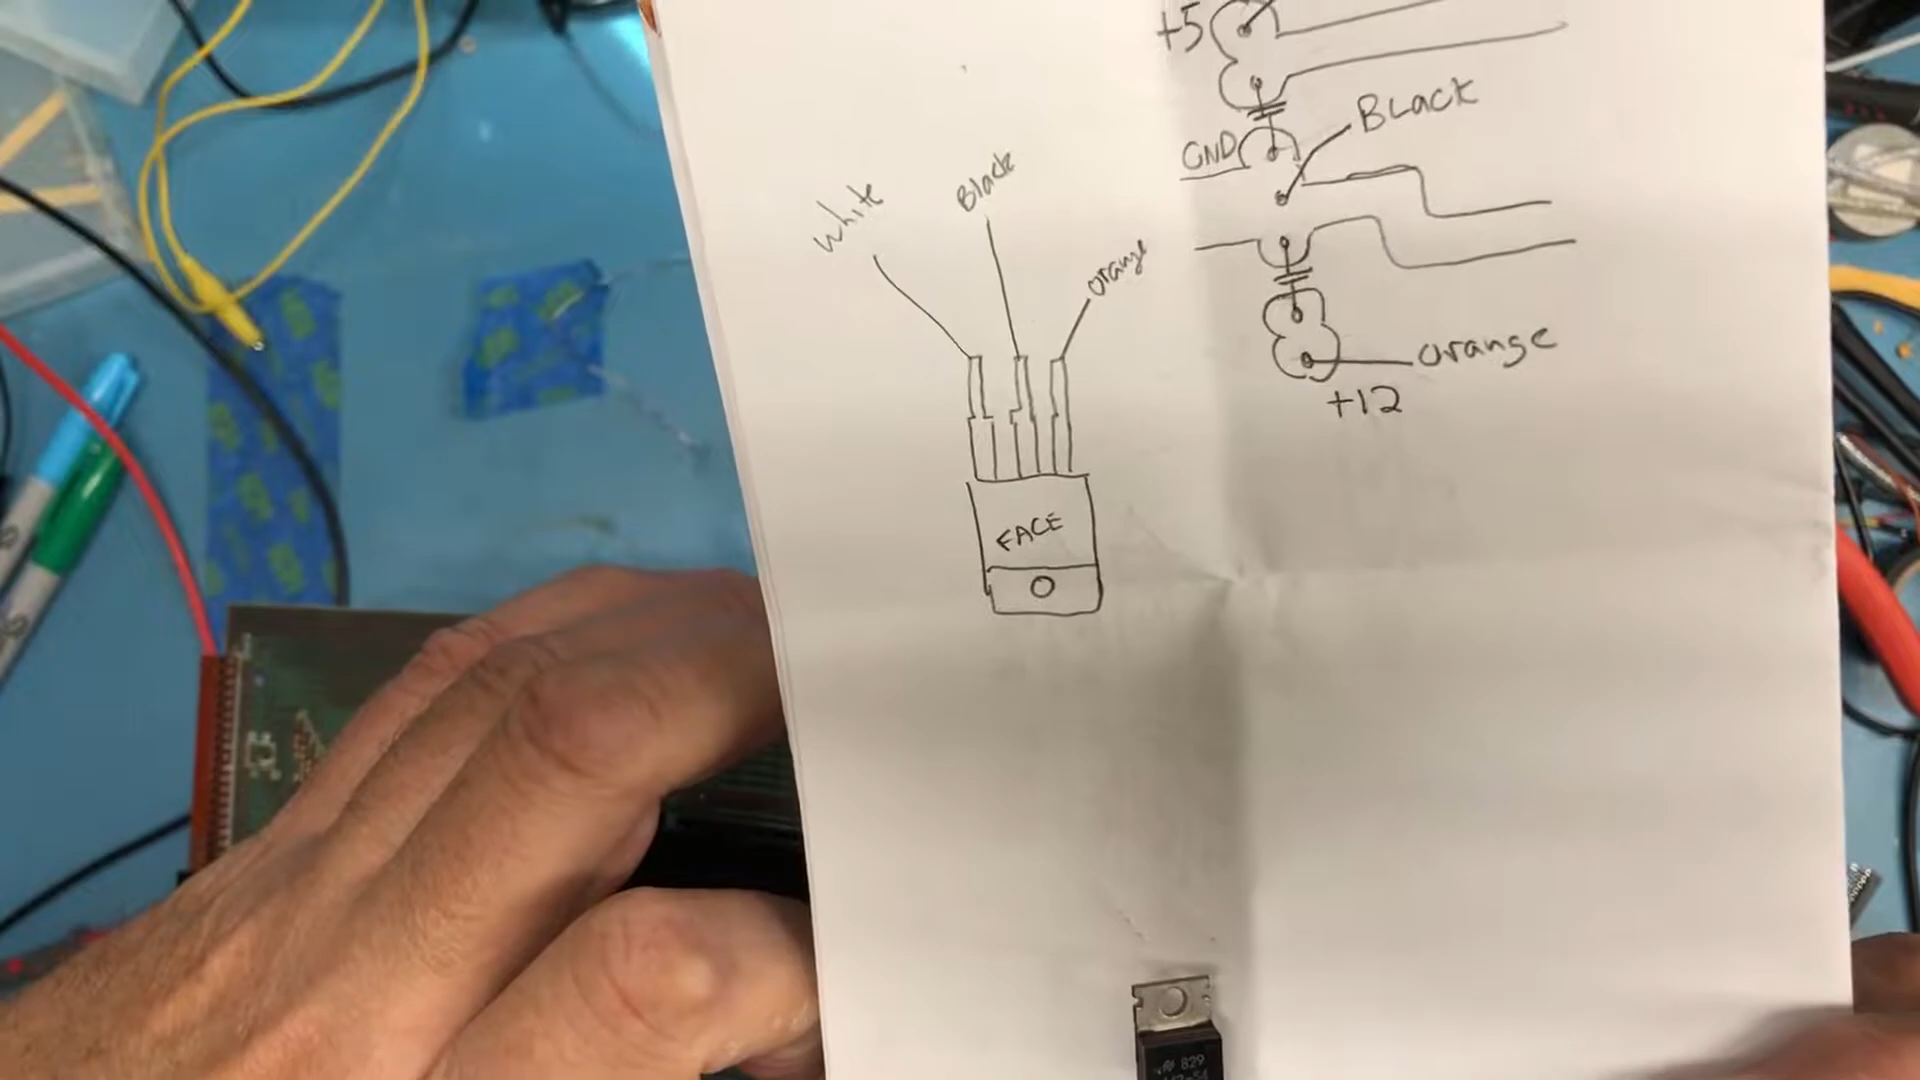 +5
Black
GND
White
Black
Orange
Orange
+12
FACE
829